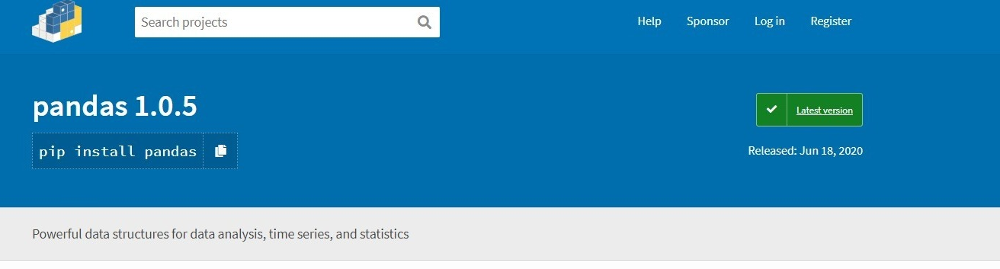 Search projects
Help Sponsor Log in Register
pandas 1.0.5
Latest version
pip install pandas
Released: Jun 18, 2020
Powerful data structures for data analysis, time series, and statistics